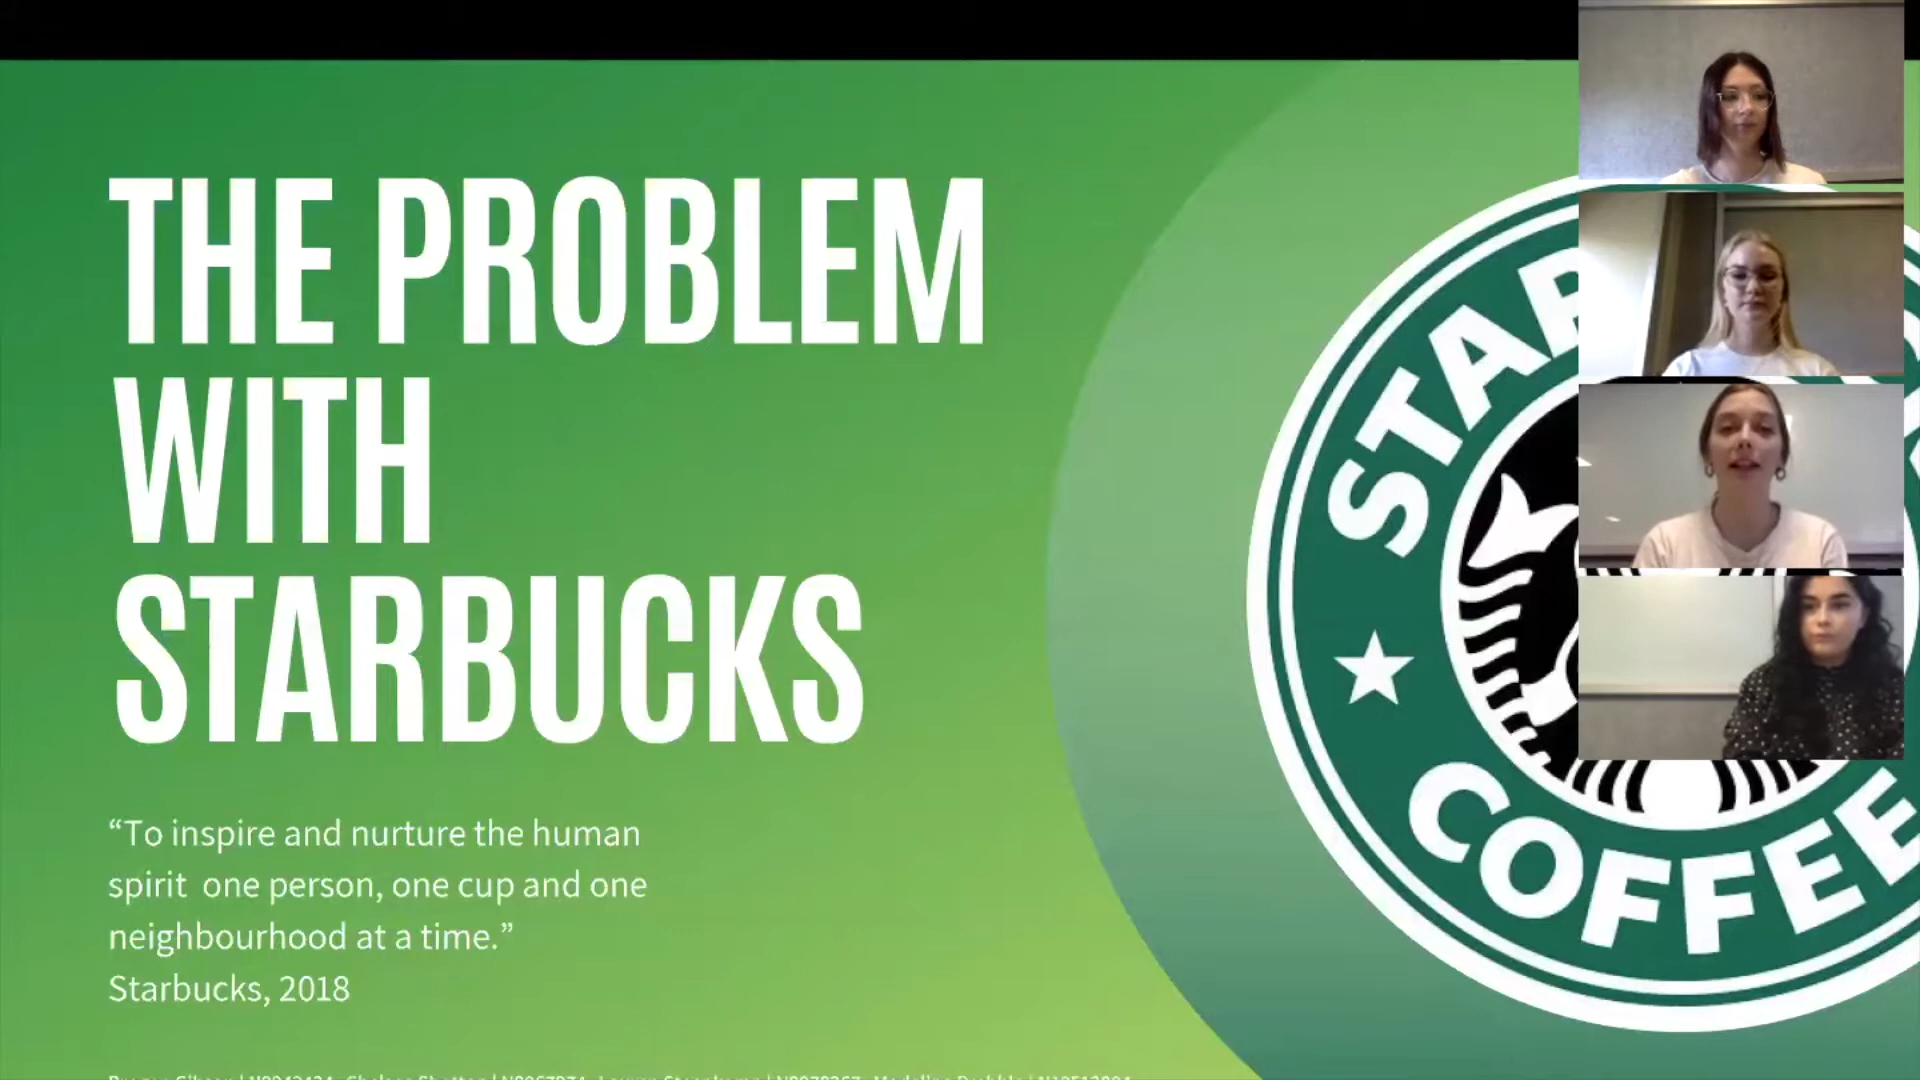 THE PROBLEM
WITH
STARBUCKS
“To inspire and nurture the human
spirit one person, one cup and one
neighbourhood at a time.”
Starbucks, 2018
STAR
COFFEE